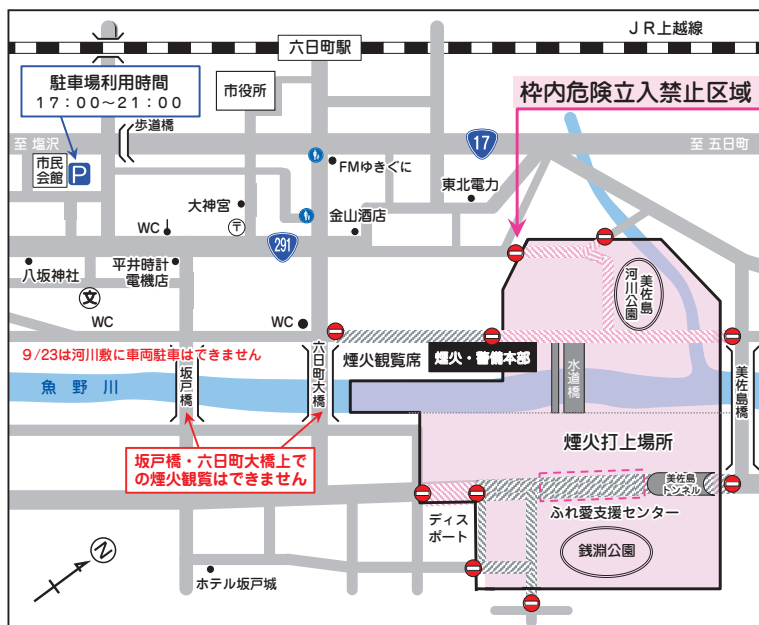 JR上越線
六日町駅
駐車場利用時間
17：00～21：00
市役所
枠内危険立入禁止区域
歩道橋
至 塩沢
17
至 五日町
市民
会館
P
FMゆきぐに
東北電力
大神宮
〒
金山酒店
WC
291
八坂神社
平井時計
電機店
文
美佐島
河川公園
WC
WC
9/23は河川敷に車両駐車はできません
煙火観覧席
煙火・警備本部
水道橋
魚野川
坂戸橋
六日町大橋
美佐島橋
坂戸橋・六日町大橋上で
の煙火観覧はできません
煙火打上場所
美佐島
トンネル
ディス
ポート
ふれ愛支援センター
銭淵公園
N
ホテル坂戸城